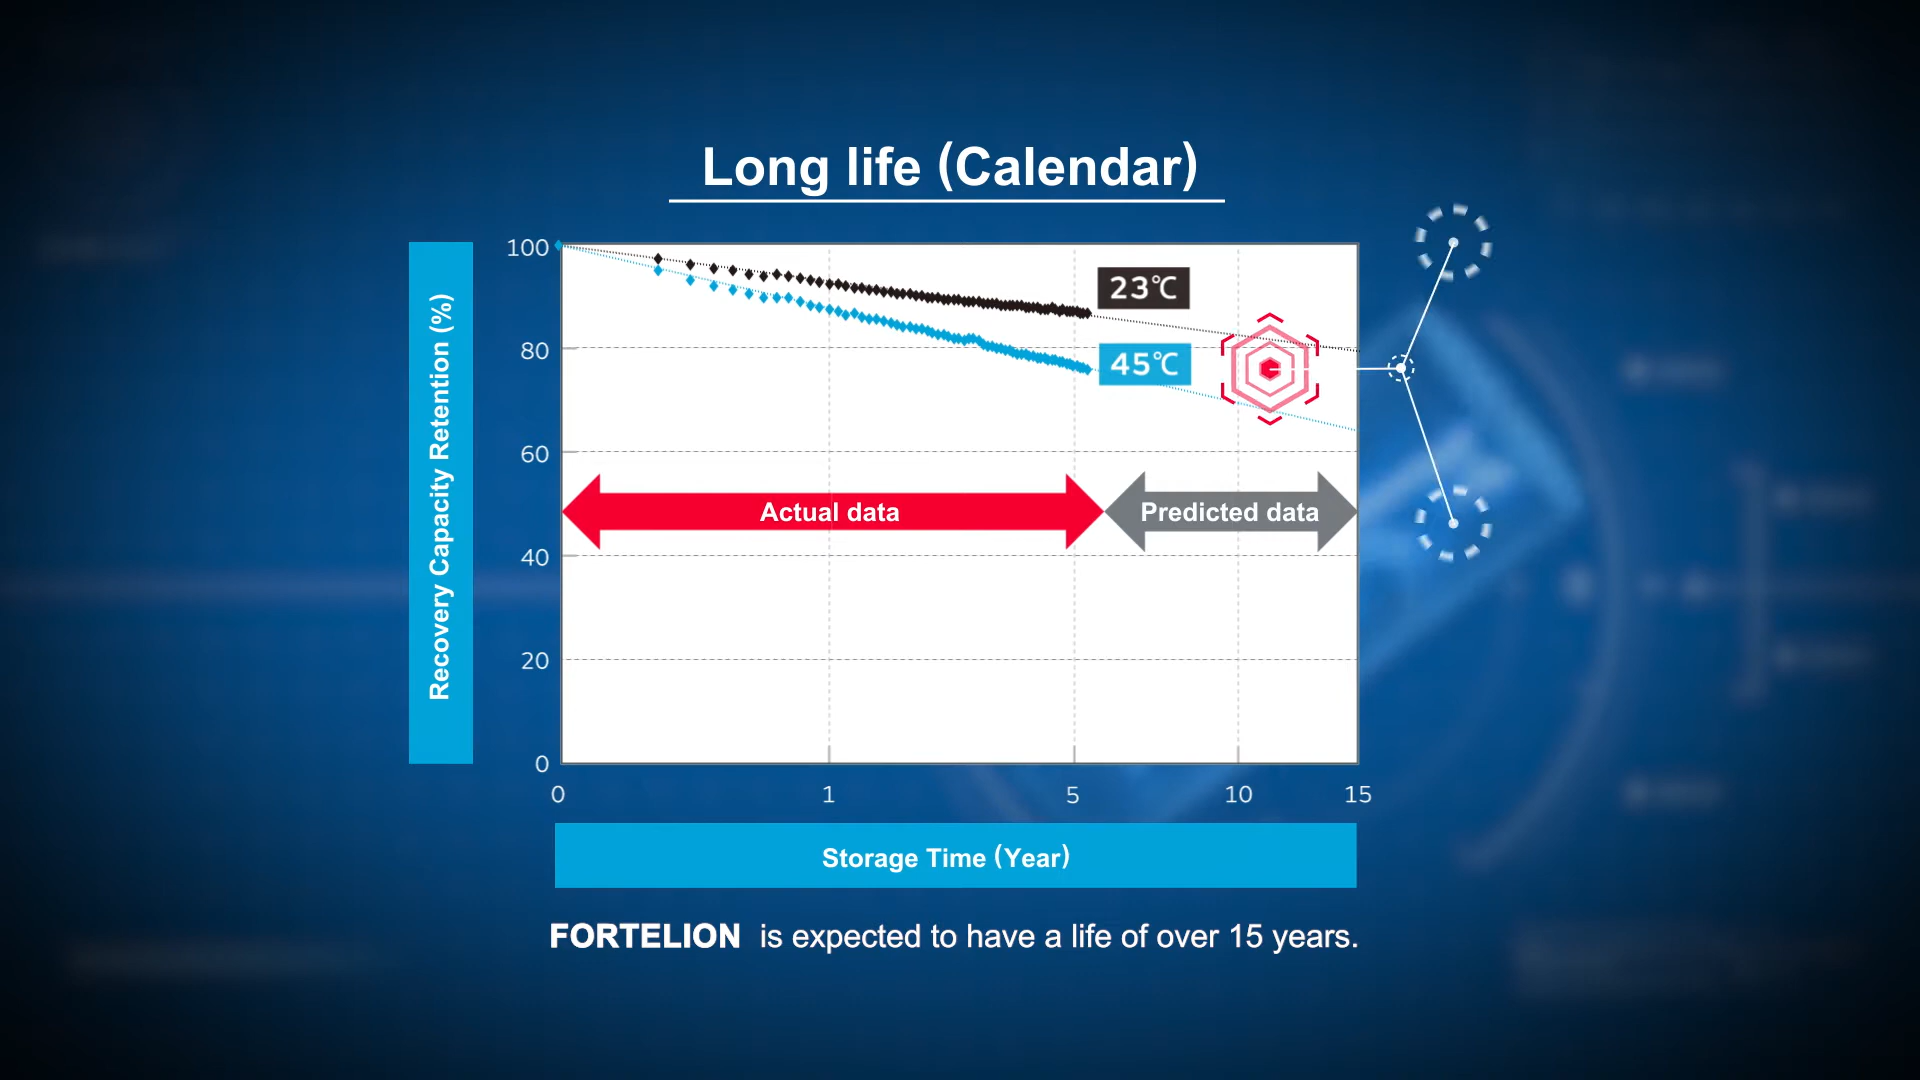 Long life (Calendar)
Recovery Capacity Retention (%)
100
80
60
40
20
0
23℃
45℃
Actual data
Predicted data
0 1 5 10 15
Storage Time (Year)
FORTELION is expected to have a life of over 15 years.